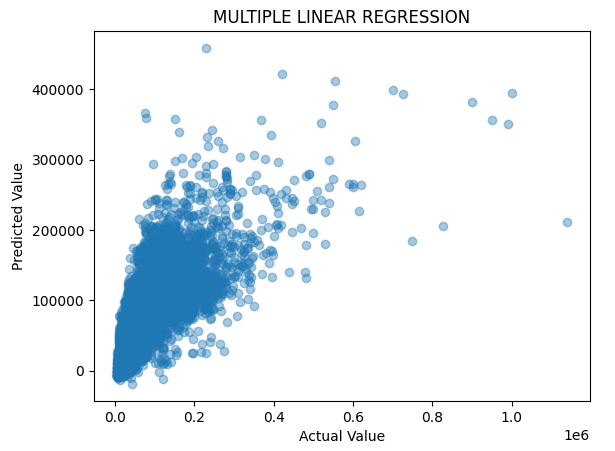 MULTIPLE LINEAR REGRESSION
400000
300000
200000
100000
0
Predicted Value
0.0 0.2 0.4 0.6 0.8 1.0
1e6
Actual Value